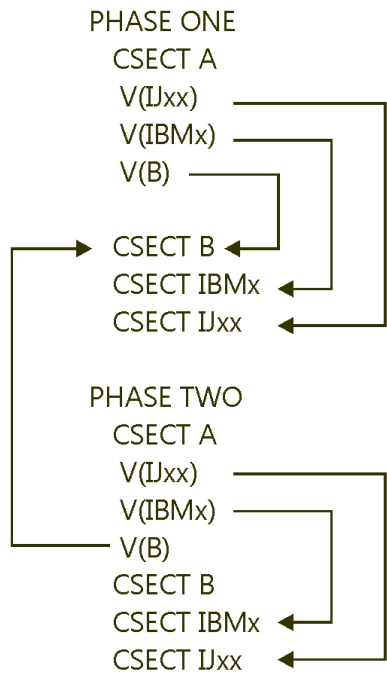 PHASE ONE
CSECT A
V(IJxx)
V(IBMx)
V(B)
CSECT B
CSECT IBMx
CSECT IJxx
PHASE TWO
CSECT A
V(IJxx)
V(IBMx)
V(B)
CSECT B
CSECT IBMx
CSECT IJxx